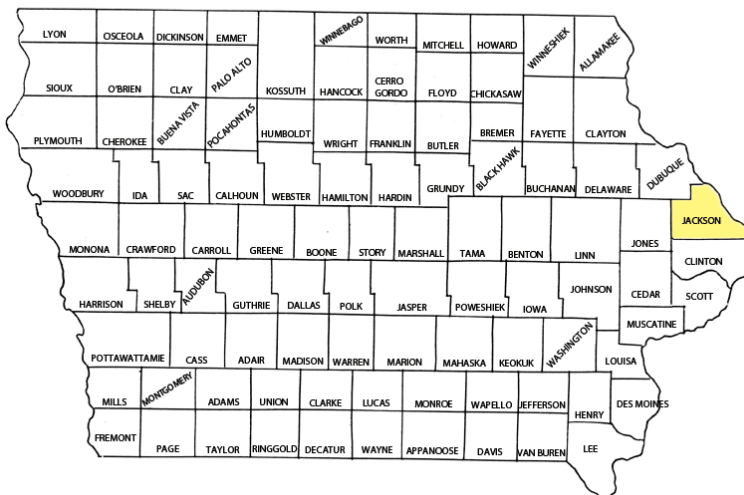 LYON OSCEOLA DICKINSON EMMET WINNEBAGO WORTH MITCHELL HOWARD WINNESHIEK ALLAMAKEE
SIOUX O'BRIEN CLAY PALO ALTO KOSSUTH HANCOCK CERRO GORDO FLOYD CHICKASAW
PLYMOUTH CHEROKEE BUENA VISTA POCAHONTAS HUMBOLDT WRIGHT FRANKLIN BUTLER BREMER FAYETTE CLAYTON
WOODBURY IDA SAC CALHOUN WEBSTER HAMILTON HARDIN GRUNDY BLACK HAWK BUCHANAN DELAWARE DUBUQUE
JACKSON
MONONA CRAWFORD CARROLL GREENE BOONE STORY MARSHALL TAMA BENTON LINN JONES CLINTON
HARRISON SHELBY AUDUBON GUTHRIE DALLAS POLK JASPER POWESHIEK IOWA JOHNSON CEDAR SCOTT
MUSCATINE
POTTAWATTAMIE CASS ADAIR MADISON WARREN MARION MAHASKA KEOKUK WASHINGTON LOUISA
MILLS MONTGOMERY ADAMS UNION CLARKE LUCAS MONROE WAPELLO JEFFERSON HENRY DES MOINES
FREMONT PAGE TAYLOR RINGGOLD DECATUR WAYNE APPANOOSE DAVIS VAN BUREN LEE